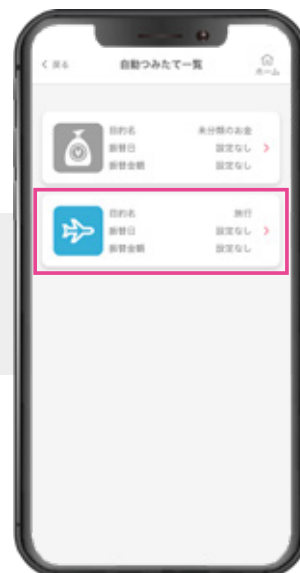 戻る 自動つみたて一覧 ホーム
目的名 未分類のお金
振替日 設定なし
振替金額 設定なし
目的名 旅行
振替日 設定なし
振替金額 設定なし